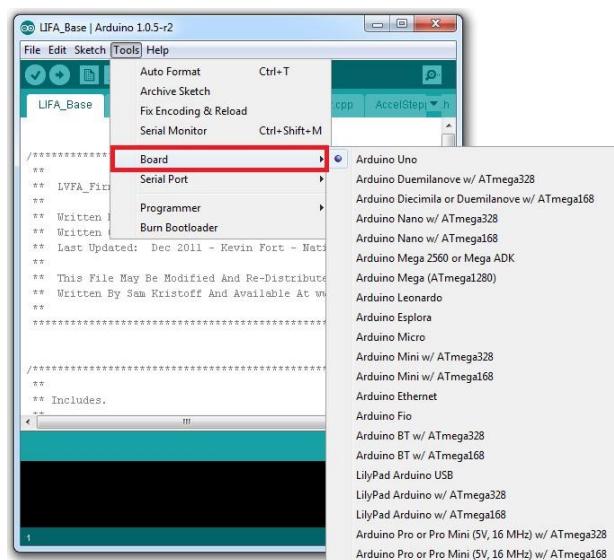 LIFA_Base | Arduino 1.0.5-r2
File Edit Sketch Tools Help
LIFA_Base
.cpp
AccelStep
.h
Auto Format Ctrl+T
Archive Sketch
Fix Encoding & Reload
Serial Monitor Ctrl+Shift+M
Board
Serial Port
Programmer
Burn Bootloader
/**************
**
** LVFA_Fir
**
** Written
** Written
** Last Updated: Dec 2011 - Kevin Fort - Nati
**
** This File May Be Modified And Re-Distribute
** Written By Sam Kristoff And Available At
**
/****************************************
**
** Includes.
**
1
Arduino Uno
Arduino Duemilanove w/ ATmega328
Arduino Diecimila or Duemilanove w/ ATmega168
Arduino Nano w/ ATmega328
Arduino Nano w/ ATmega168
Arduino Mega 2560 or Mega ADK
Arduino Mega (ATmega1280)
Arduino Leonardo
Arduino Esplora
Arduino Micro
Arduino Mini w/ ATmega328
Arduino Mini w/ ATmega168
Arduino Ethernet
Arduino Fio
Arduino BT w/ ATmega328
Arduino BT w/ ATmega168
LilyPad Arduino USB
LilyPad Arduino w/ ATmega328
LilyPad Arduino w/ ATmega168
Arduino Pro or Pro Mini (5V, 16 MHz) w/ ATmega328
Arduino Pro or Pro Mini (5V, 16 MHz) w/ ATmega168